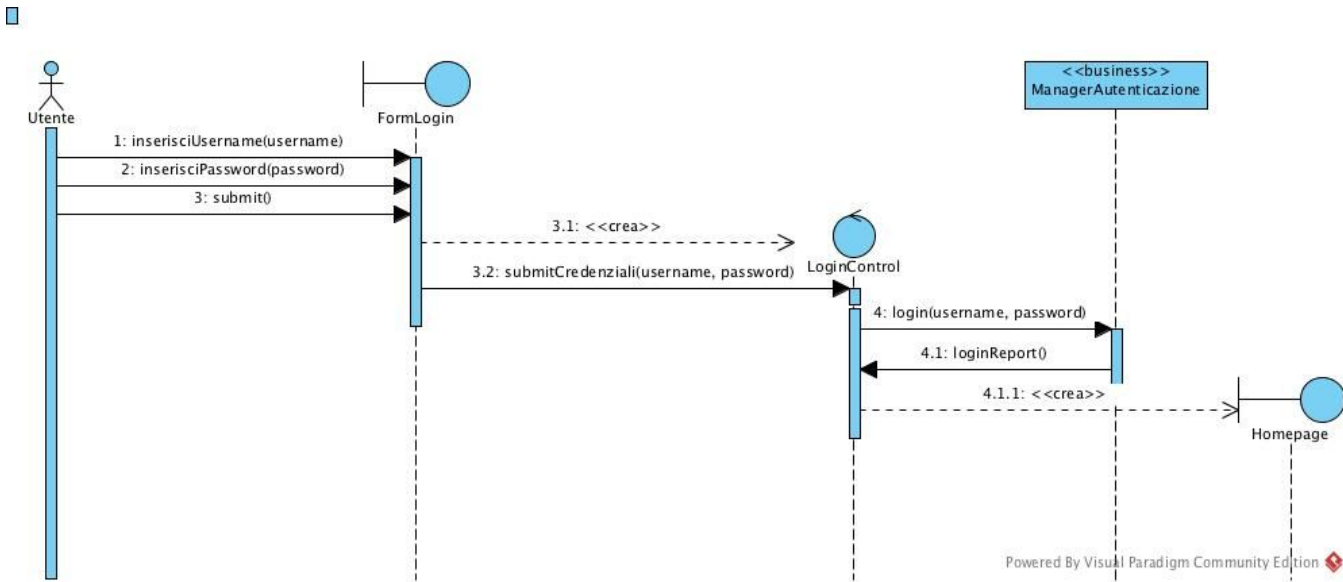 <<business>>
ManagerAutenticazione
Utente
FormLogin
1: inserisciUsername(username)
2: inserisciPassword(password)
3: submit()
3.1: <<crea>>
LoginControl
3.2: submitCredenziali(username, password)
4: login(username, password)
4.1: loginReport()
4.1.1: <<crea>>
Homepage
Powered By Visual Paradigm Community Edition